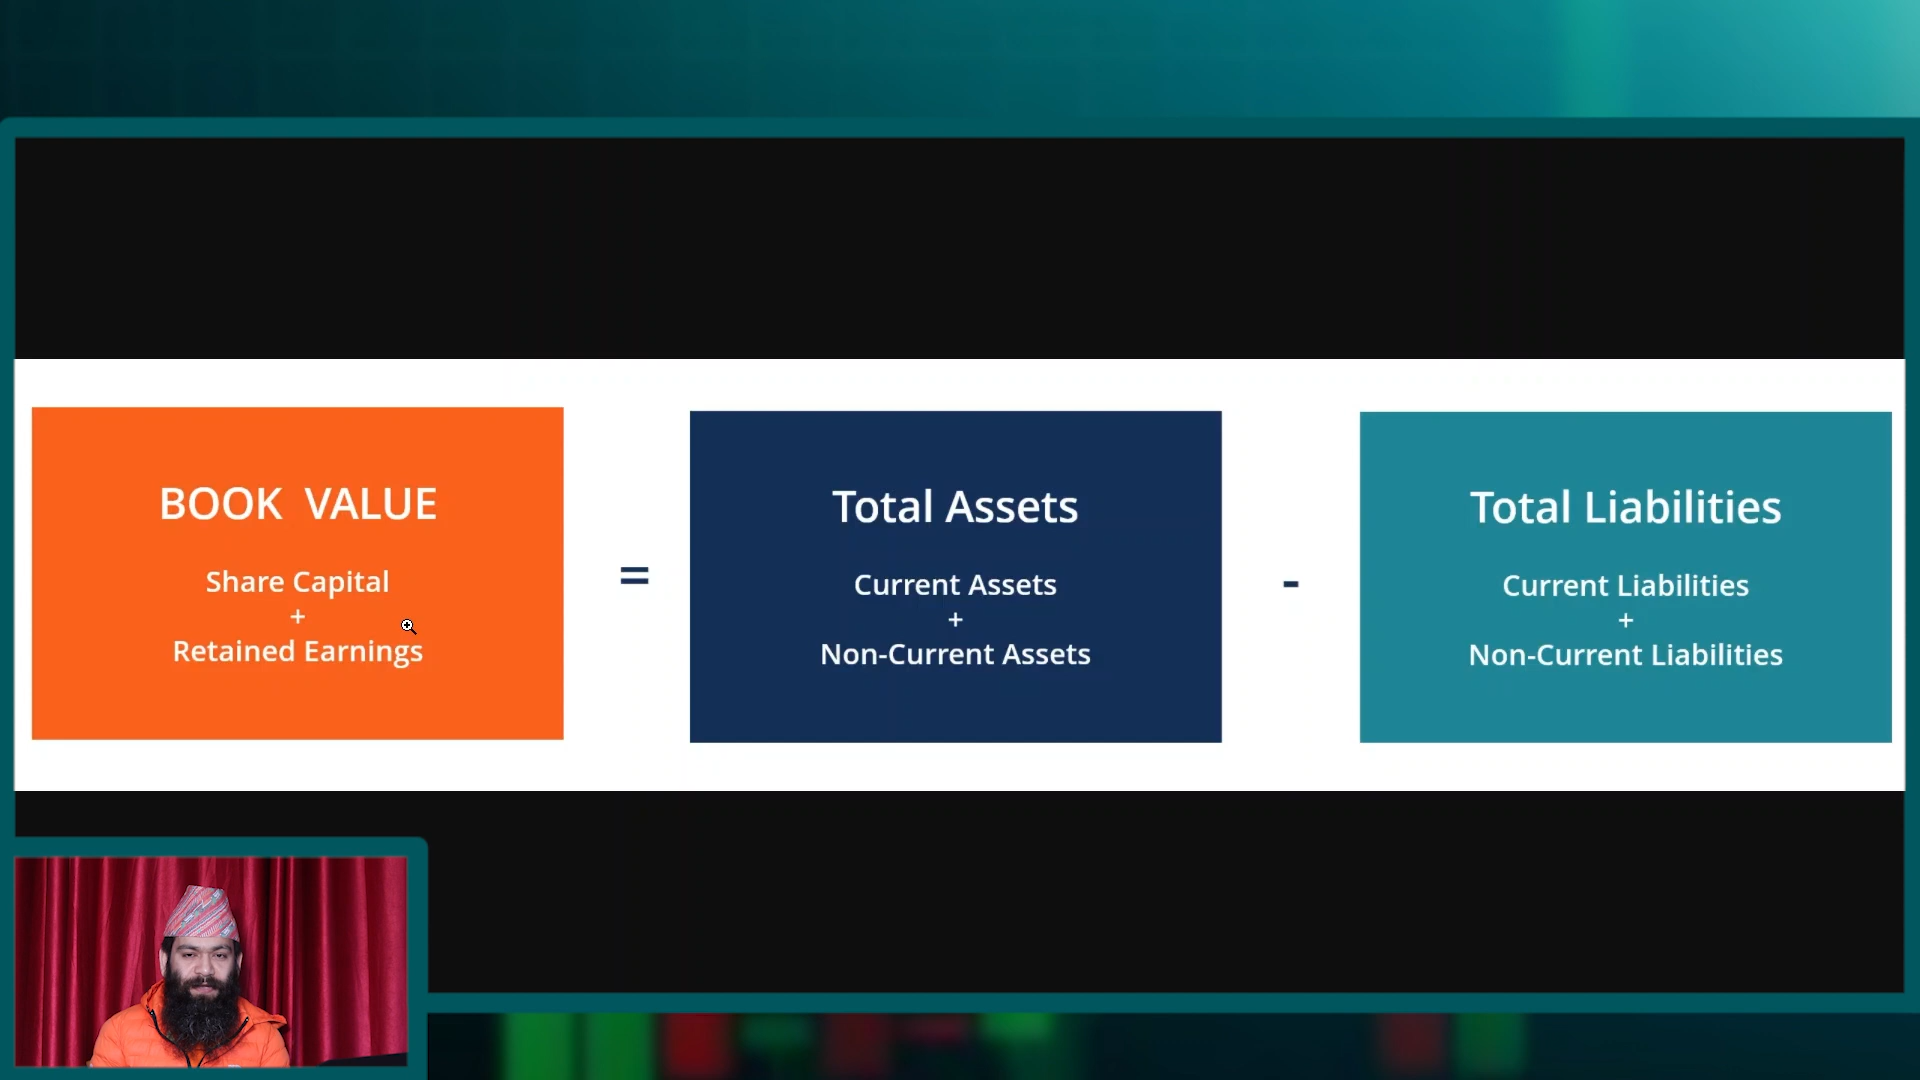 BOOK VALUE
Share Capital
+
Retained Earnings
=
Total Assets
Current Assets
+
Non-Current Assets
-
Total Liabilities
Current Liabilities
+
Non-Current Liabilities